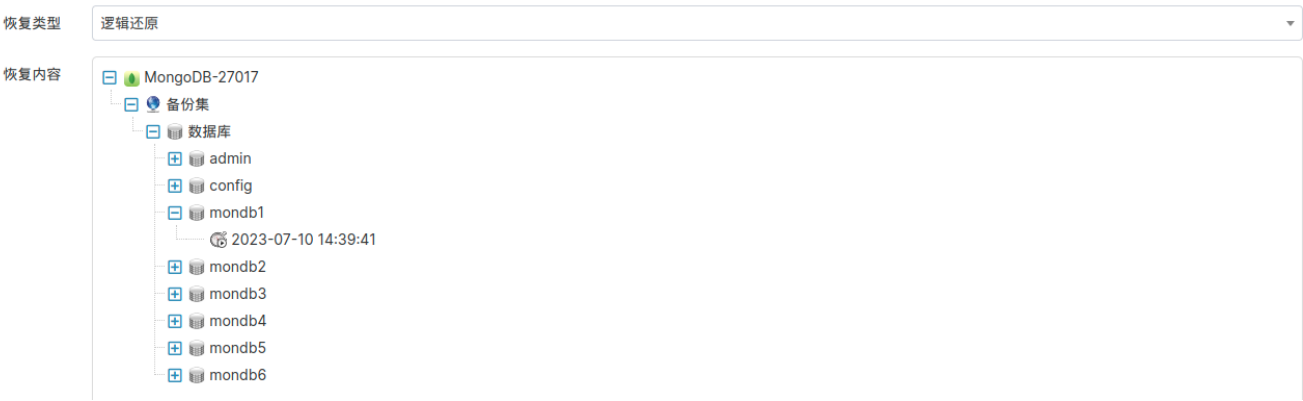 恢复类型 逻辑还原
恢复内容 MongoDB-27017
备份集
数据库
admin
config
mondb1
2023-07-10 14:39:41
mondb2
mondb3
mondb4
mondb5
mondb6